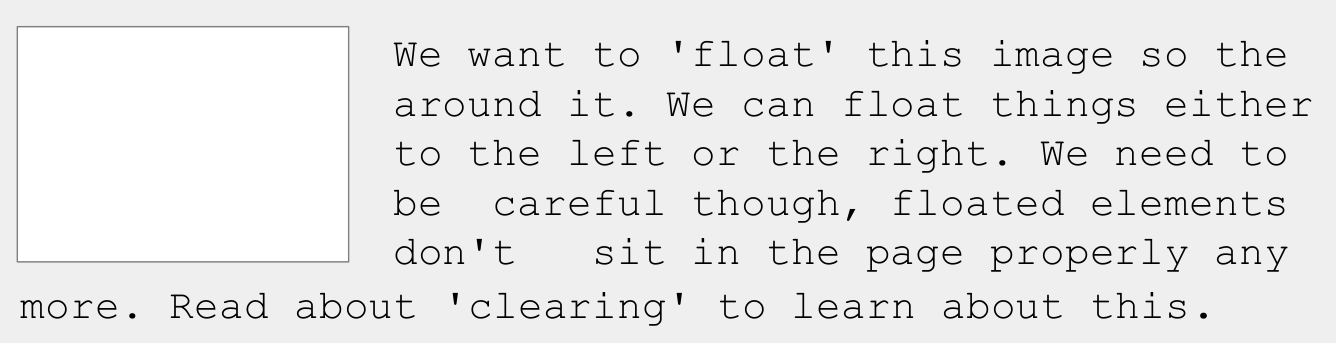 We want to 'float' this image so the
around it. We can float things either
to the left or the right. We need to
be  careful though, floated elements
don't   sit in the page properly any
more. Read about 'clearing' to learn about this.